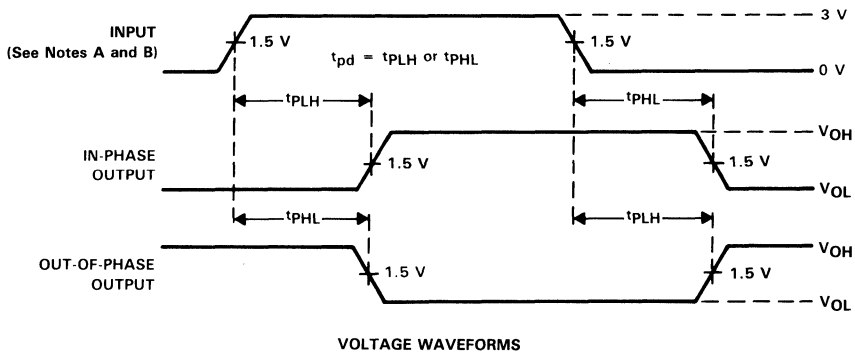 INPUT
(See Notes A and B)
1.5 V
tpd = tPLH or tPHL
1.5 V
3 V
0 V
tPLH
tPHL
IN-PHASE
OUTPUT
1.5 V
1.5 V
VOH
VOL
tPHL
tPLH
OUT-OF-PHASE
OUTPUT
1.5 V
1.5 V
VOH
VOL
VOLTAGE WAVEFORMS